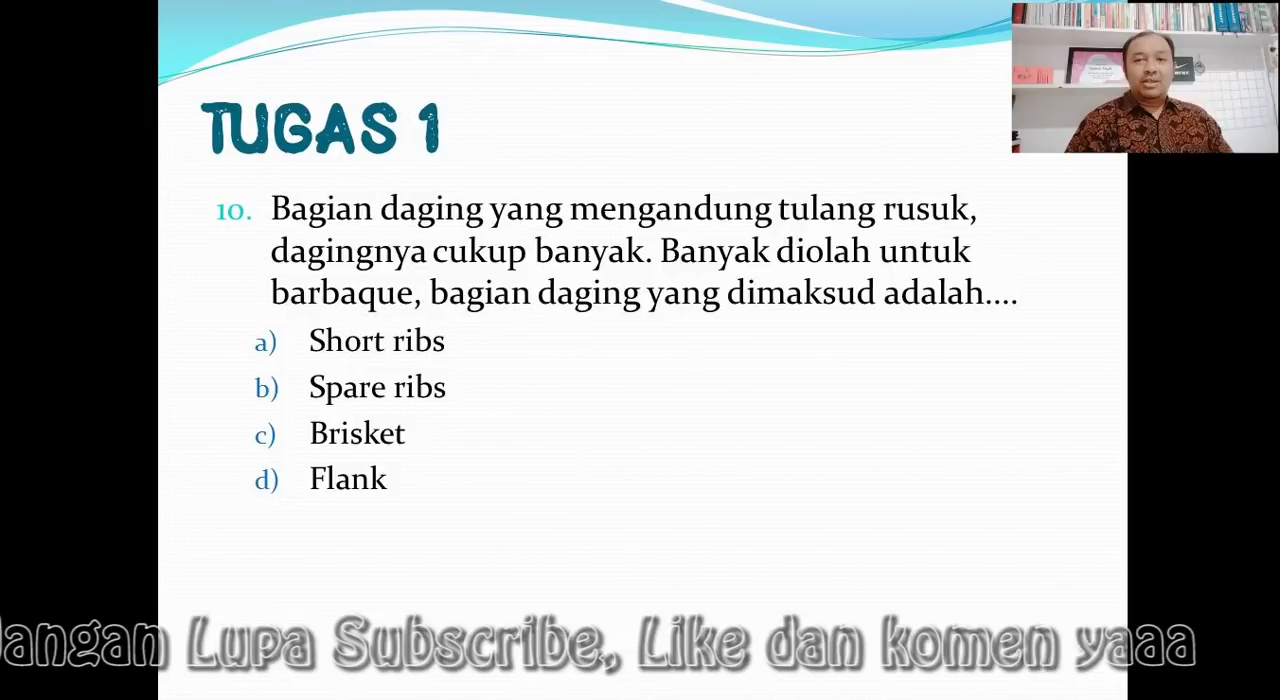 TUGAS 1
10. Bagian daging yang mengandung tulang rusuk,
dagingnya cukup banyak. Banyak diolah untuk
barbaque, bagian daging yang dimaksud adalah....
a) Short ribs
b) Spare ribs
c) Brisket
d) Flank
Jangan Lupa Subscribe, Like dan komen yaaa